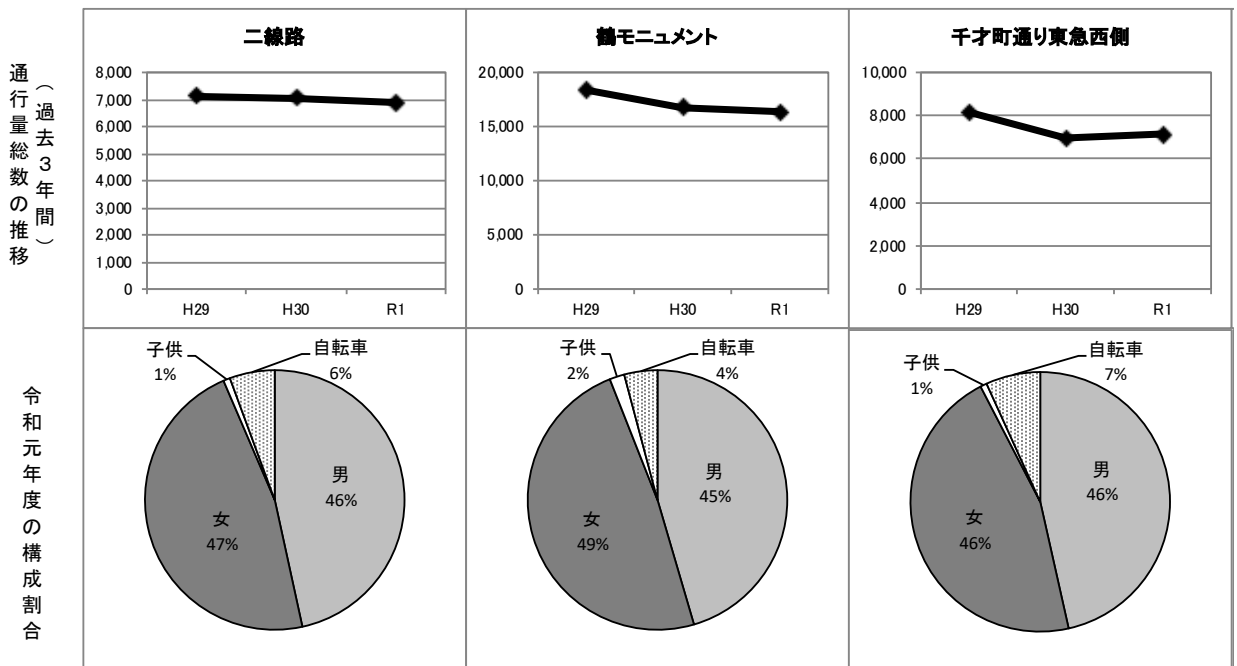 通行量総数の推移
（過去３年間）
二線路
8,000
7,000
6,000
5,000
4,000
3,000
2,000
1,000
0
H29
H30
R1
鶴モニュメント
20,000
15,000
10,000
5,000
0
H29
H30
R1
千才町通り東急西側
10,000
8,000
6,000
4,000
2,000
0
H29
H30
R1
令和元年度の構成割合
子供
1%
自転車
6%
男
46%
女
47%
子供
2%
自転車
4%
男
45%
女
49%
子供
1%
自転車
7%
男
46%
女
46%